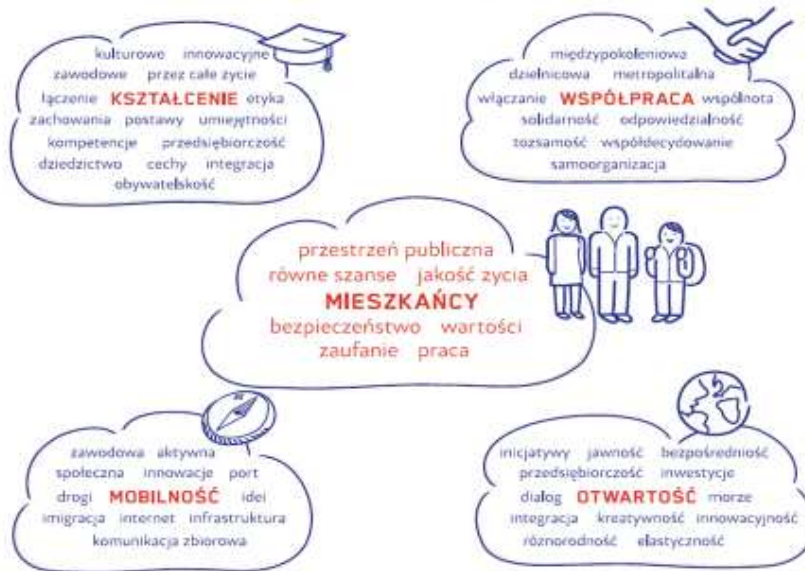 kulturowe innowacyjne
zawodowe przez całe życie
łączenie KSZTAŁCENIE etyka
zachowania postawy umiejętności
kompetencje przedsiębiorczość
dziedzictwo cechy integracja
obywatelskość
międzypokoleniowa
dzielnicowa metropolitalna
włączanie WSPÓŁPRACA wspólnota
solidarność odpowiedzialność
tozsamość współdecydowanie
samoorganizacja
przestrzeń publiczna
równe szanse jakość zycia
MIESZKAŃCY
bezpieczeństwo wartości
zaufanie praca
zawodowa aktywna
społeczna innowacje port
drogi MOBILNOŚĆ idei
imigracja internet infrastruktura
komunikacja zbiorowa
inicjatywy jawność bezpośredniość
przedsiębiorczość inwestycje
dialog OTWARTOŚĆ morze
integracja kreatywność innowacyjność
róznorodność elastyczność